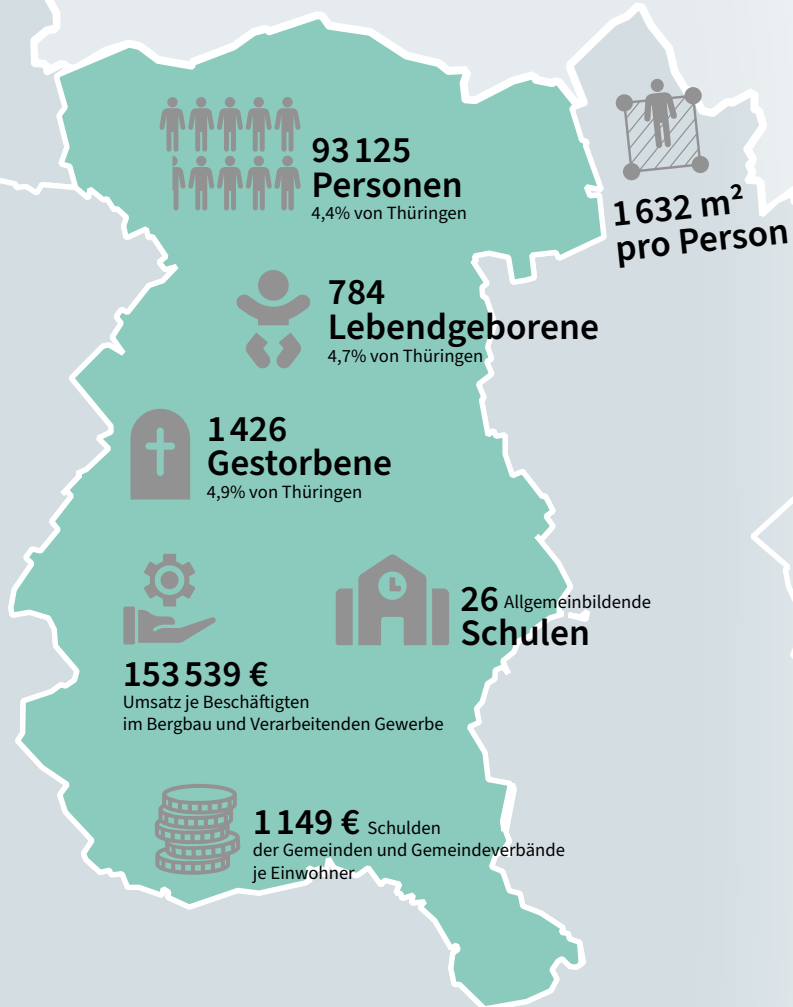 93 125
Personen
4,4% von Thüringen
1 632 m²
pro Person
784
Lebendgeborene
4,7% von Thüringen
1 426
Gestorbene
4,9% von Thüringen
26 Allgemeinbildende
Schulen
153 539 €
Umsatz je Beschäftigten
im Bergbau und Verarbeitenden Gewerbe
1 149 € Schulden
der Gemeinden und Gemeindeverbände
je Einwohner